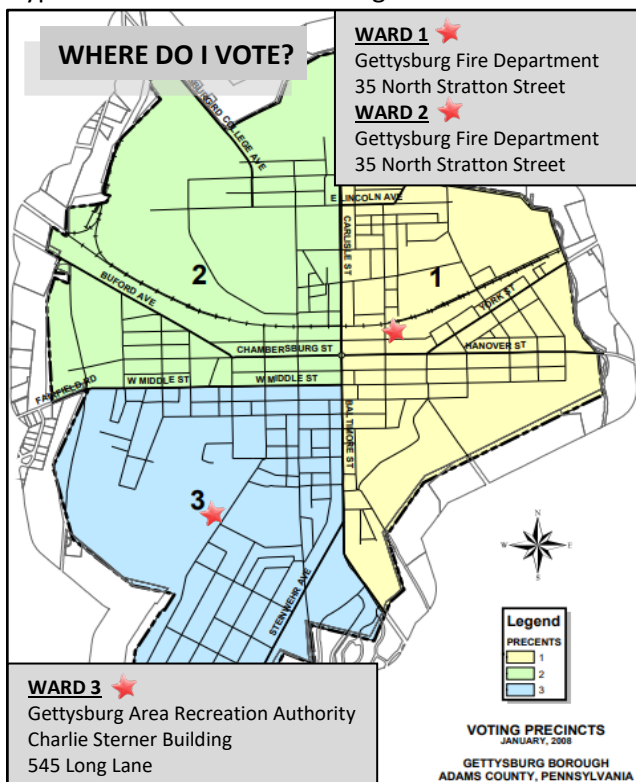 WHERE DO I VOTE?
WARD 1
Gettysburg Fire Department
35 North Stratton Street
WARD 2
Gettysburg Fire Department
35 North Stratton Street
COLLEGE AVE
E LINCOLN AVE
CARLISLE ST
2
1
BUFORD AVE
YORK ST
CHAMBERSBURG ST
HANOVER ST
FAIRFIELD RD
W MIDDLE ST
W MIDDLE ST
BALTIMORE ST
3
STEINWEHR AVE
N
W
E
S
Legend
PRECENTS
1
2
3
WARD 3
Gettysburg Area Recreation Authority
Charlie Sterner Building
545 Long Lane
VOTING PRECINCTS
JANUARY, 2008
GETTYSBURG BOROUGH
ADAMS COUNTY, PENNSYLVANIA